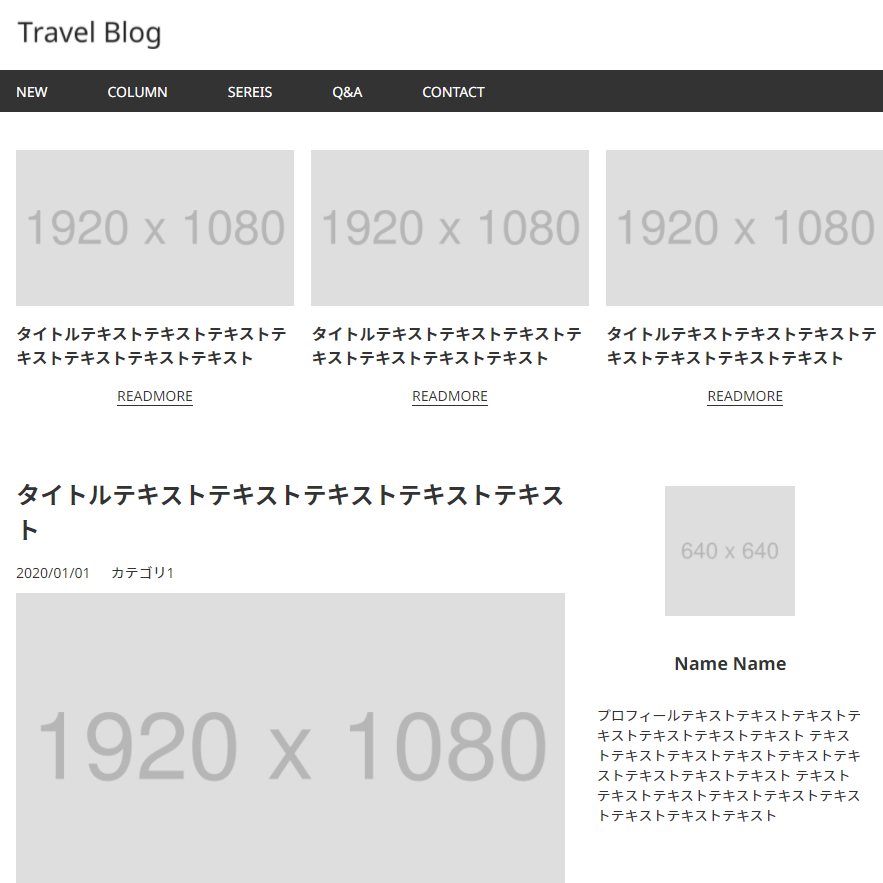 Travel Blog
NEW COLUMN SEREIS Q&A CONTACT
1920 x 1080 1920 x 1080 1920 x 1080
タイトルテキストテキストテキストテ
キストテキストテキストテキスト
READMORE
タイトルテキストテキストテキストテ
キストテキストテキストテキスト
READMORE
タイトルテキストテキストテキストテ
キストテキストテキストテキスト
READMORE
タイトルテキストテキストテキストテキストテキス
ト
2020/01/01 カテゴリ1
1920 x 1080
640 x 640
Name Name
プロフィールテキストテキストテキストテ
キストテキストテキストテキスト テキス
トテキストテキストテキストテキストテキ
ストテキストテキストテキスト テキスト
テキストテキストテキストテキストテキス
トテキストテキストテキスト